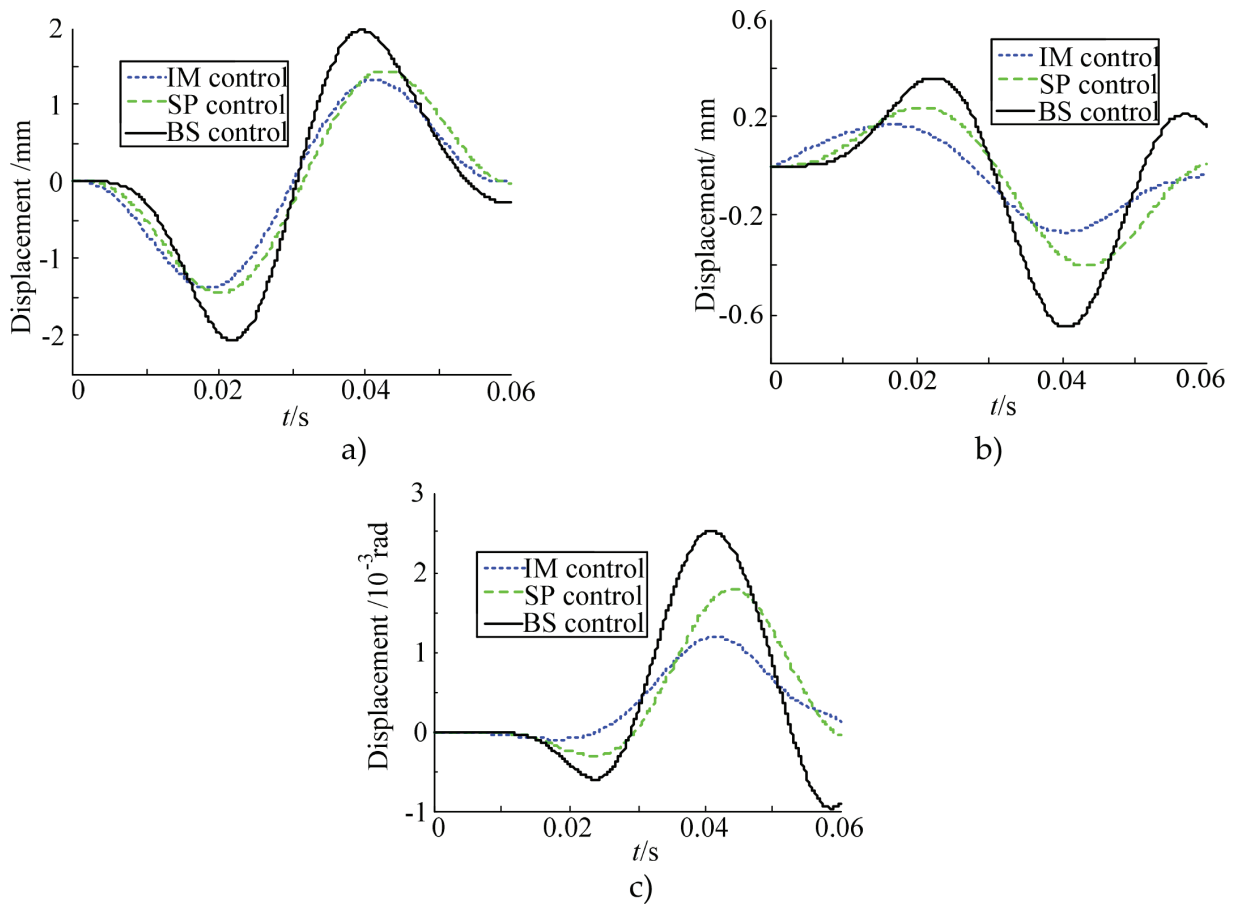 2
1
0
-1
-2
Displacement /mm
IM control
SP control
BS control
0
0.02
0.04
0.06
t/s
a)
0.6
0.2
-0.2
-0.6
Displacement/ mm
IM control
SP control
BS control
0
0.02
0.04
0.06
t/s
b)
3
2
1
0
-1
Displacement /10⁻³rad
IM control
SP control
BS control
0
0.02
0.04
0.06
t/s
c)